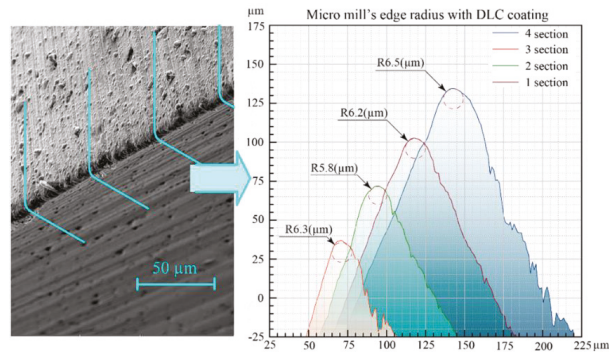 50 µm
Micro mill's edge radius with DLC coating
µm
175
150
125
100
75
50
25
0
-25
4 section
3 section
2 section
1 section
R6.5(µm)
R6.2(µm)
R5.8(µm)
R6.3(µm)
25
50
75
100
125
150
175
200
225 µm